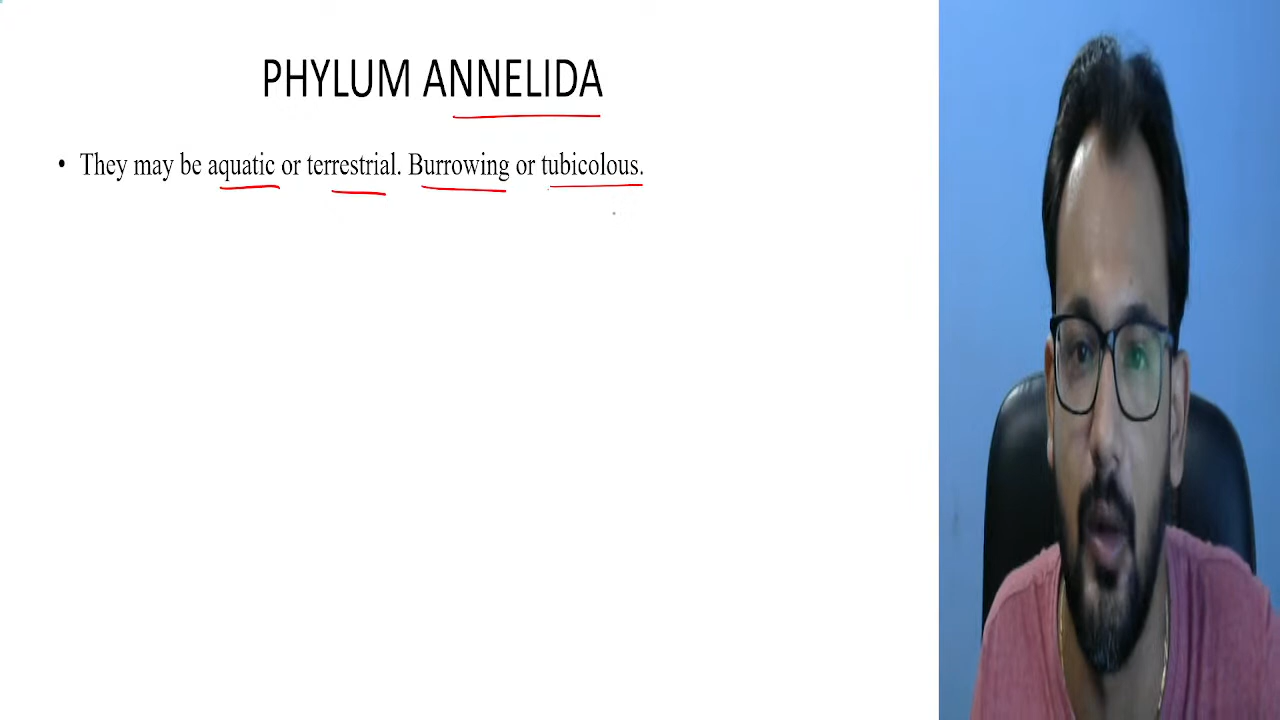 PHYLUM ANNELIDA
• They may be aquatic or terrestrial. Burrowing or tubicolous.